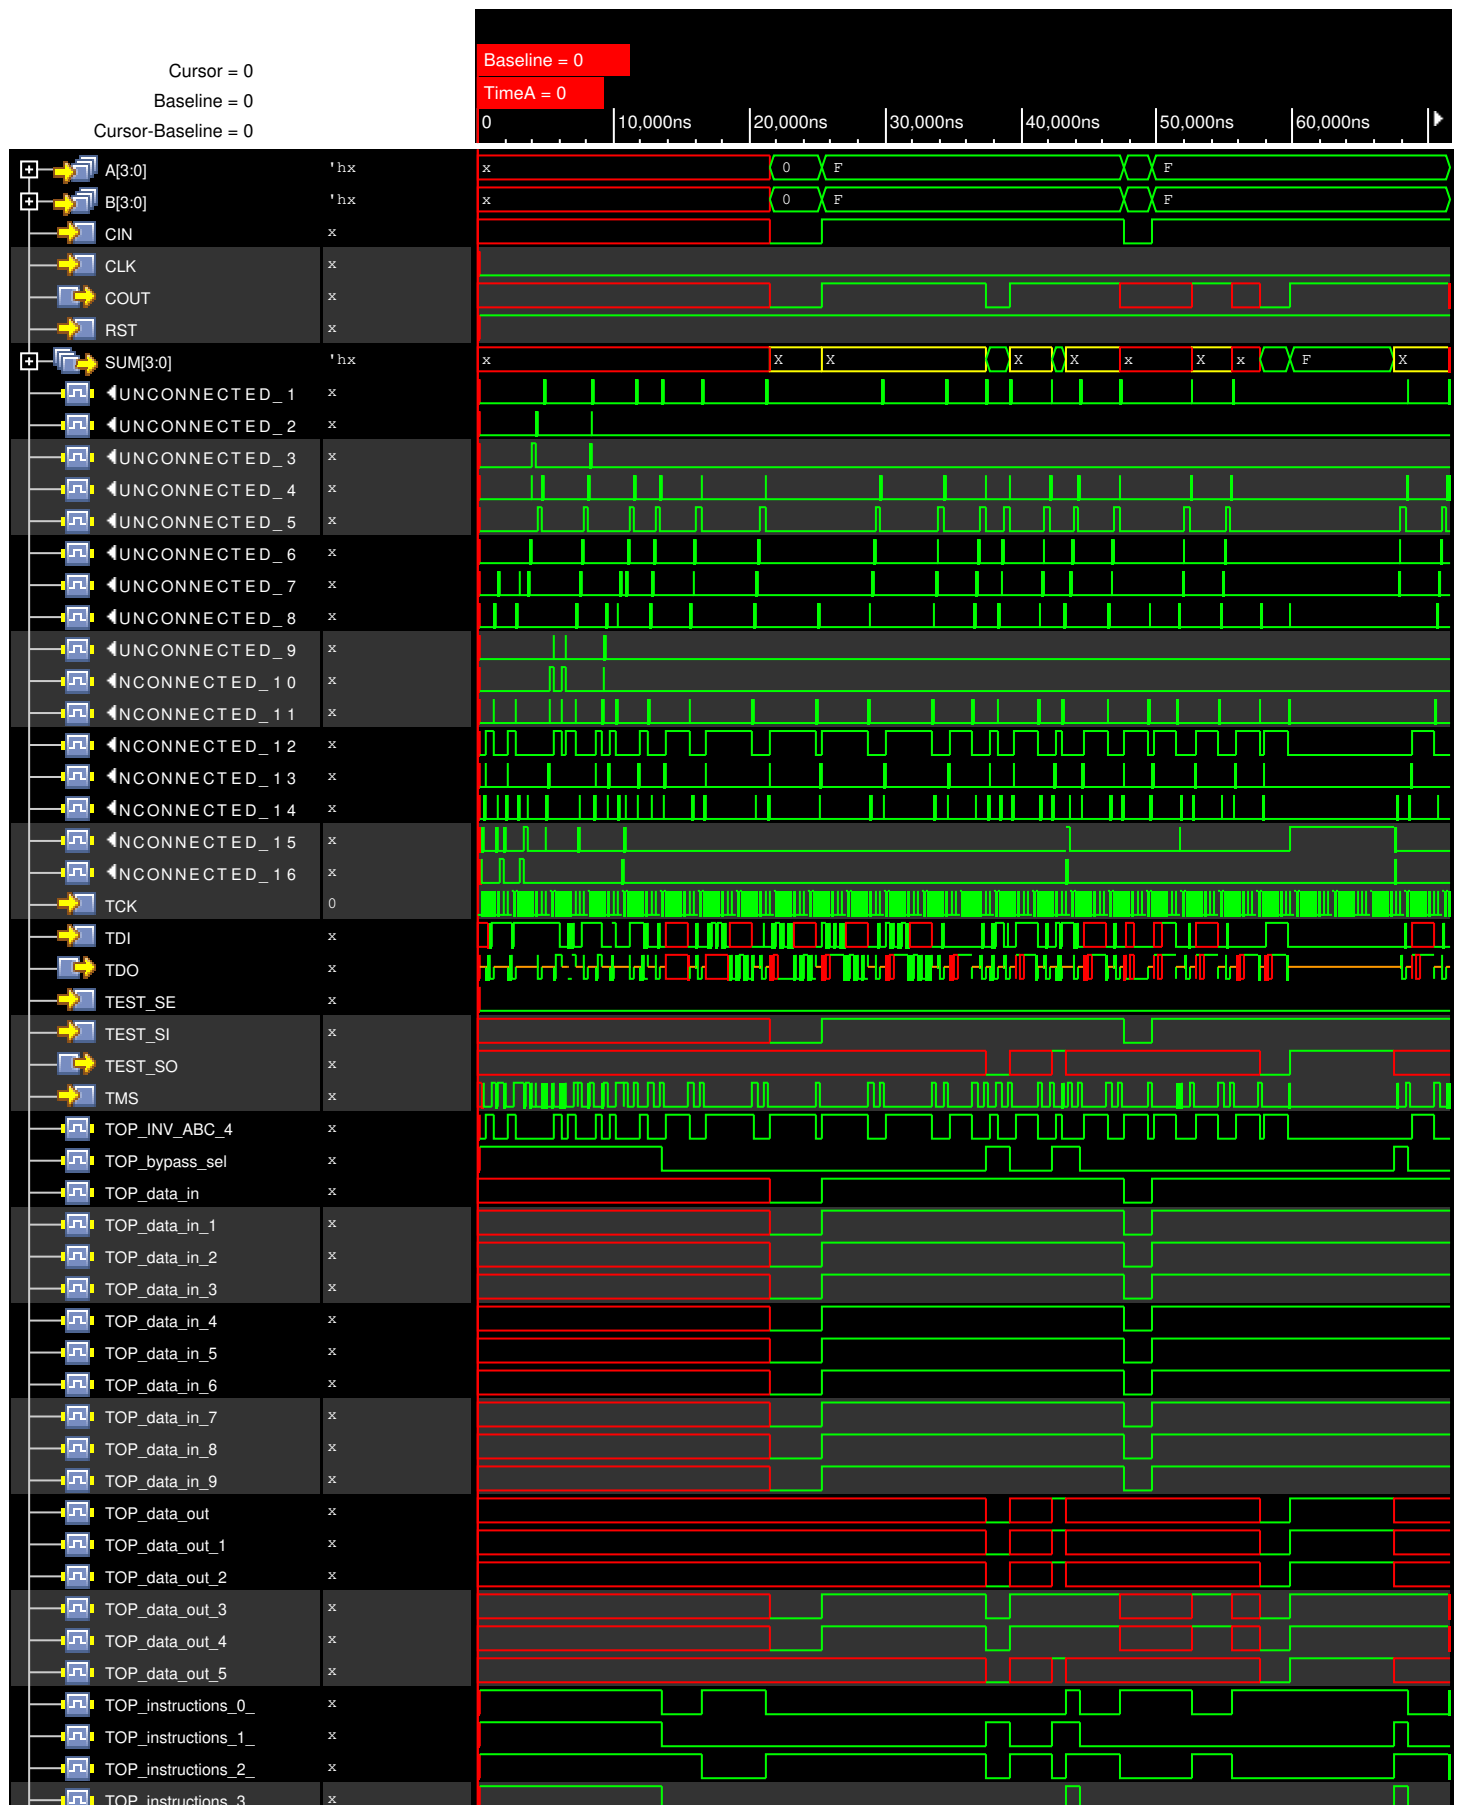 Baseline = 0
Cursor = 0
TimeA = 0
Baseline = 0
Cursor-Baseline = 0
0 10,000ns 20,000ns 30,000ns 40,000ns 50,000ns 60,000ns
A[3:0] 'hx x 0 F F
B[3:0] 'hx x 0 F F
CIN x
CLK x
COUT x
RST x
SUM[3:0] 'hx x X X X X x X x F X
UNCONNECTED_1 x
UNCONNECTED_2 x
UNCONNECTED_3 x
UNCONNECTED_4 x
UNCONNECTED_5 x
UNCONNECTED_6 x
UNCONNECTED_7 x
UNCONNECTED_8 x
UNCONNECTED_9 x
NCONNECTED_10 x
NCONNECTED_11 x
NCONNECTED_12 x
NCONNECTED_13 x
NCONNECTED_14 x
NCONNECTED_15 x
NCONNECTED_16 x
TCK 0
TDI x
TDO x
TEST_SE x
TEST_SI x
TEST_SO x
TMS x
TOP_INV_ABC_4 x
TOP_bypass_sel x
TOP_data_in x
TOP_data_in_1 x
TOP_data_in_2 x
TOP_data_in_3 x
TOP_data_in_4 x
TOP_data_in_5 x
TOP_data_in_6 x
TOP_data_in_7 x
TOP_data_in_8 x
TOP_data_in_9 x
TOP_data_out x
TOP_data_out_1 x
TOP_data_out_2 x
TOP_data_out_3 x
TOP_data_out_4 x
TOP_data_out_5 x
TOP_instructions_0_ x
TOP_instructions_1_ x
TOP_instructions_2_ x
TOP_instructions_3 x